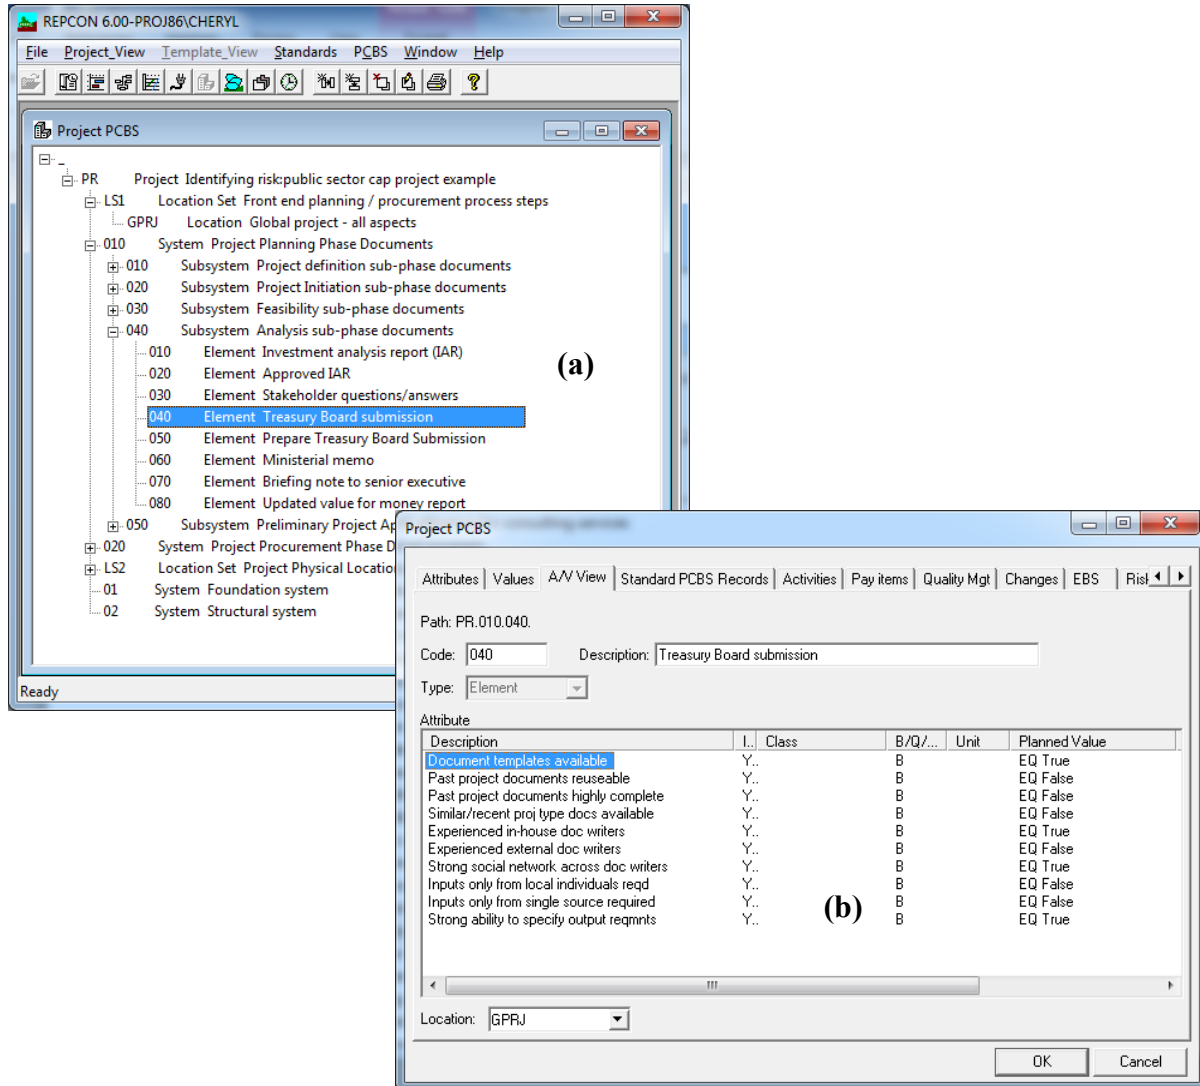 REPCON 6.00-PROJ86\CHERYL
File Project_View Template_View Standards PCBS Window Help
Project PCBS
_
PR Project Identifying risk:public sector cap project example
LS1 Location Set Front end planning / procurement process steps
GPRJ Location Global project - all aspects
010 System Project Planning Phase Documents
010 Subsystem Project definition sub-phase documents
020 Subsystem Project Initiation sub-phase documents
030 Subsystem Feasibility sub-phase documents
040 Subsystem Analysis sub-phase documents
010 Element Investment analysis report (IAR)
020 Element Approved IAR
030 Element Stakeholder questions/answers
040 Element Treasury Board submission
050 Element Prepare Treasury Board Submission
060 Element Ministerial memo
070 Element Briefing note to senior executive
080 Element Updated value for money report
050 Subsystem Preliminary Project Ap
020 System Project Procurement Phase D
LS2 Location Set Project Physical Location
01 System Foundation system
02 System Structural system
(a)
Ready
Project PCBS
Attributes Values A/V View Standard PCBS Records Activities Pay items Quality Mgt Changes EBS Risk
Path: PR.010.040.
Code: 040 Description: Treasury Board submission
Type: Element
Attribute
Description I.. Class B/Q/... Unit Planned Value
Document templates available Y.. B EQ True
Past project documents reuseable Y.. B EQ False
Past project documents highly complete Y.. B EQ False
Similar/recent proj type docs available Y.. B EQ False
Experienced in-house doc writers Y.. B EQ True
Experienced external doc writers Y.. B EQ False
Strong social network across doc writers Y.. B EQ True
Inputs only from local individuals reqd Y.. B EQ False
Inputs only from single source required Y.. B EQ False
Strong ability to specify output reqmnts Y.. B EQ True
(b)
Location: GPRJ
OK Cancel